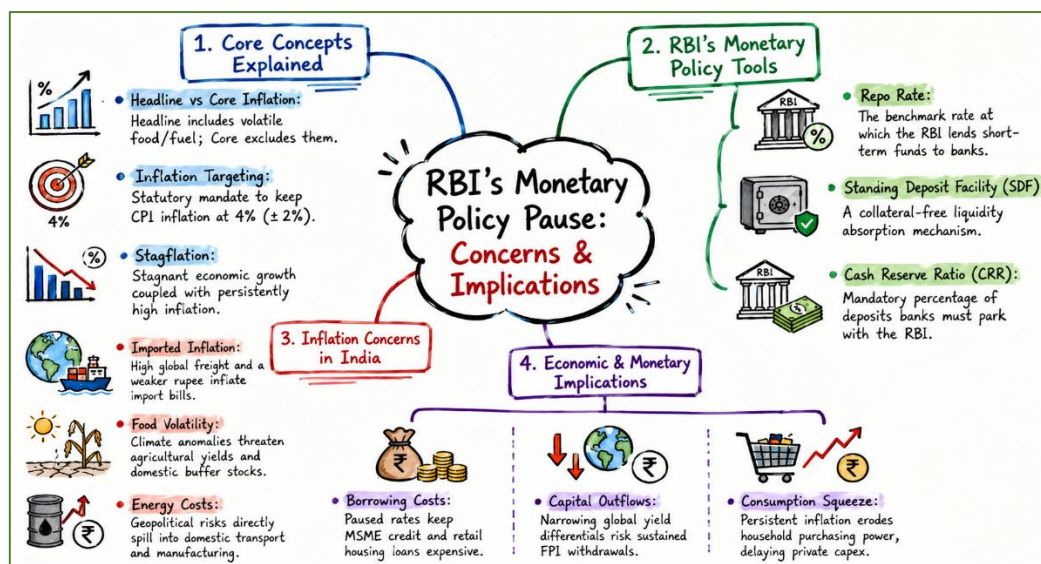 RBI's Monetary
Policy Pause:
Concerns &
Implications
1. Core Concepts
Explained
%
Headline vs Core Inflation:
Headline includes volatile
food/fuel; Core excludes them.
4%
Inflation Targeting:
Statutory mandate to keep
CPI inflation at 4% (± 2%).
%
Stagflation:
Stagnant economic growth
coupled with persistently
high inflation.
2. RBI's Monetary
Policy Tools
RBI
%
Repo Rate:
The benchmark rate at
which the RBI lends short-
term funds to banks.
Standing Deposit Facility (SDF)
A collateral-free liquidity
absorption mechanism.
RBI
Cash Reserve Ratio (CRR):
Mandatory percentage of
deposits banks must park
with the RBI.
3. Inflation Concerns
in India
Imported Inflation:
High global freight and a
weaker rupee inflate
import bills.
Food Volatility:
Climate anomalies threaten
agricultural yields and
domestic buffer stocks.
₹
Energy Costs:
Geopolitical risks directly
spill into domestic transport
and manufacturing.
4. Economic & Monetary
Implications
₹
Borrowing Costs:
Paused rates keep
MSME credit and retail
housing loans expensive.
₹
Capital Outflows:
Narrowing global yield
differentials risk sustained
FPI withdrawals.
₹
Consumption Squeeze:
Persistent inflation erodes
household purchasing power,
delaying private capex.